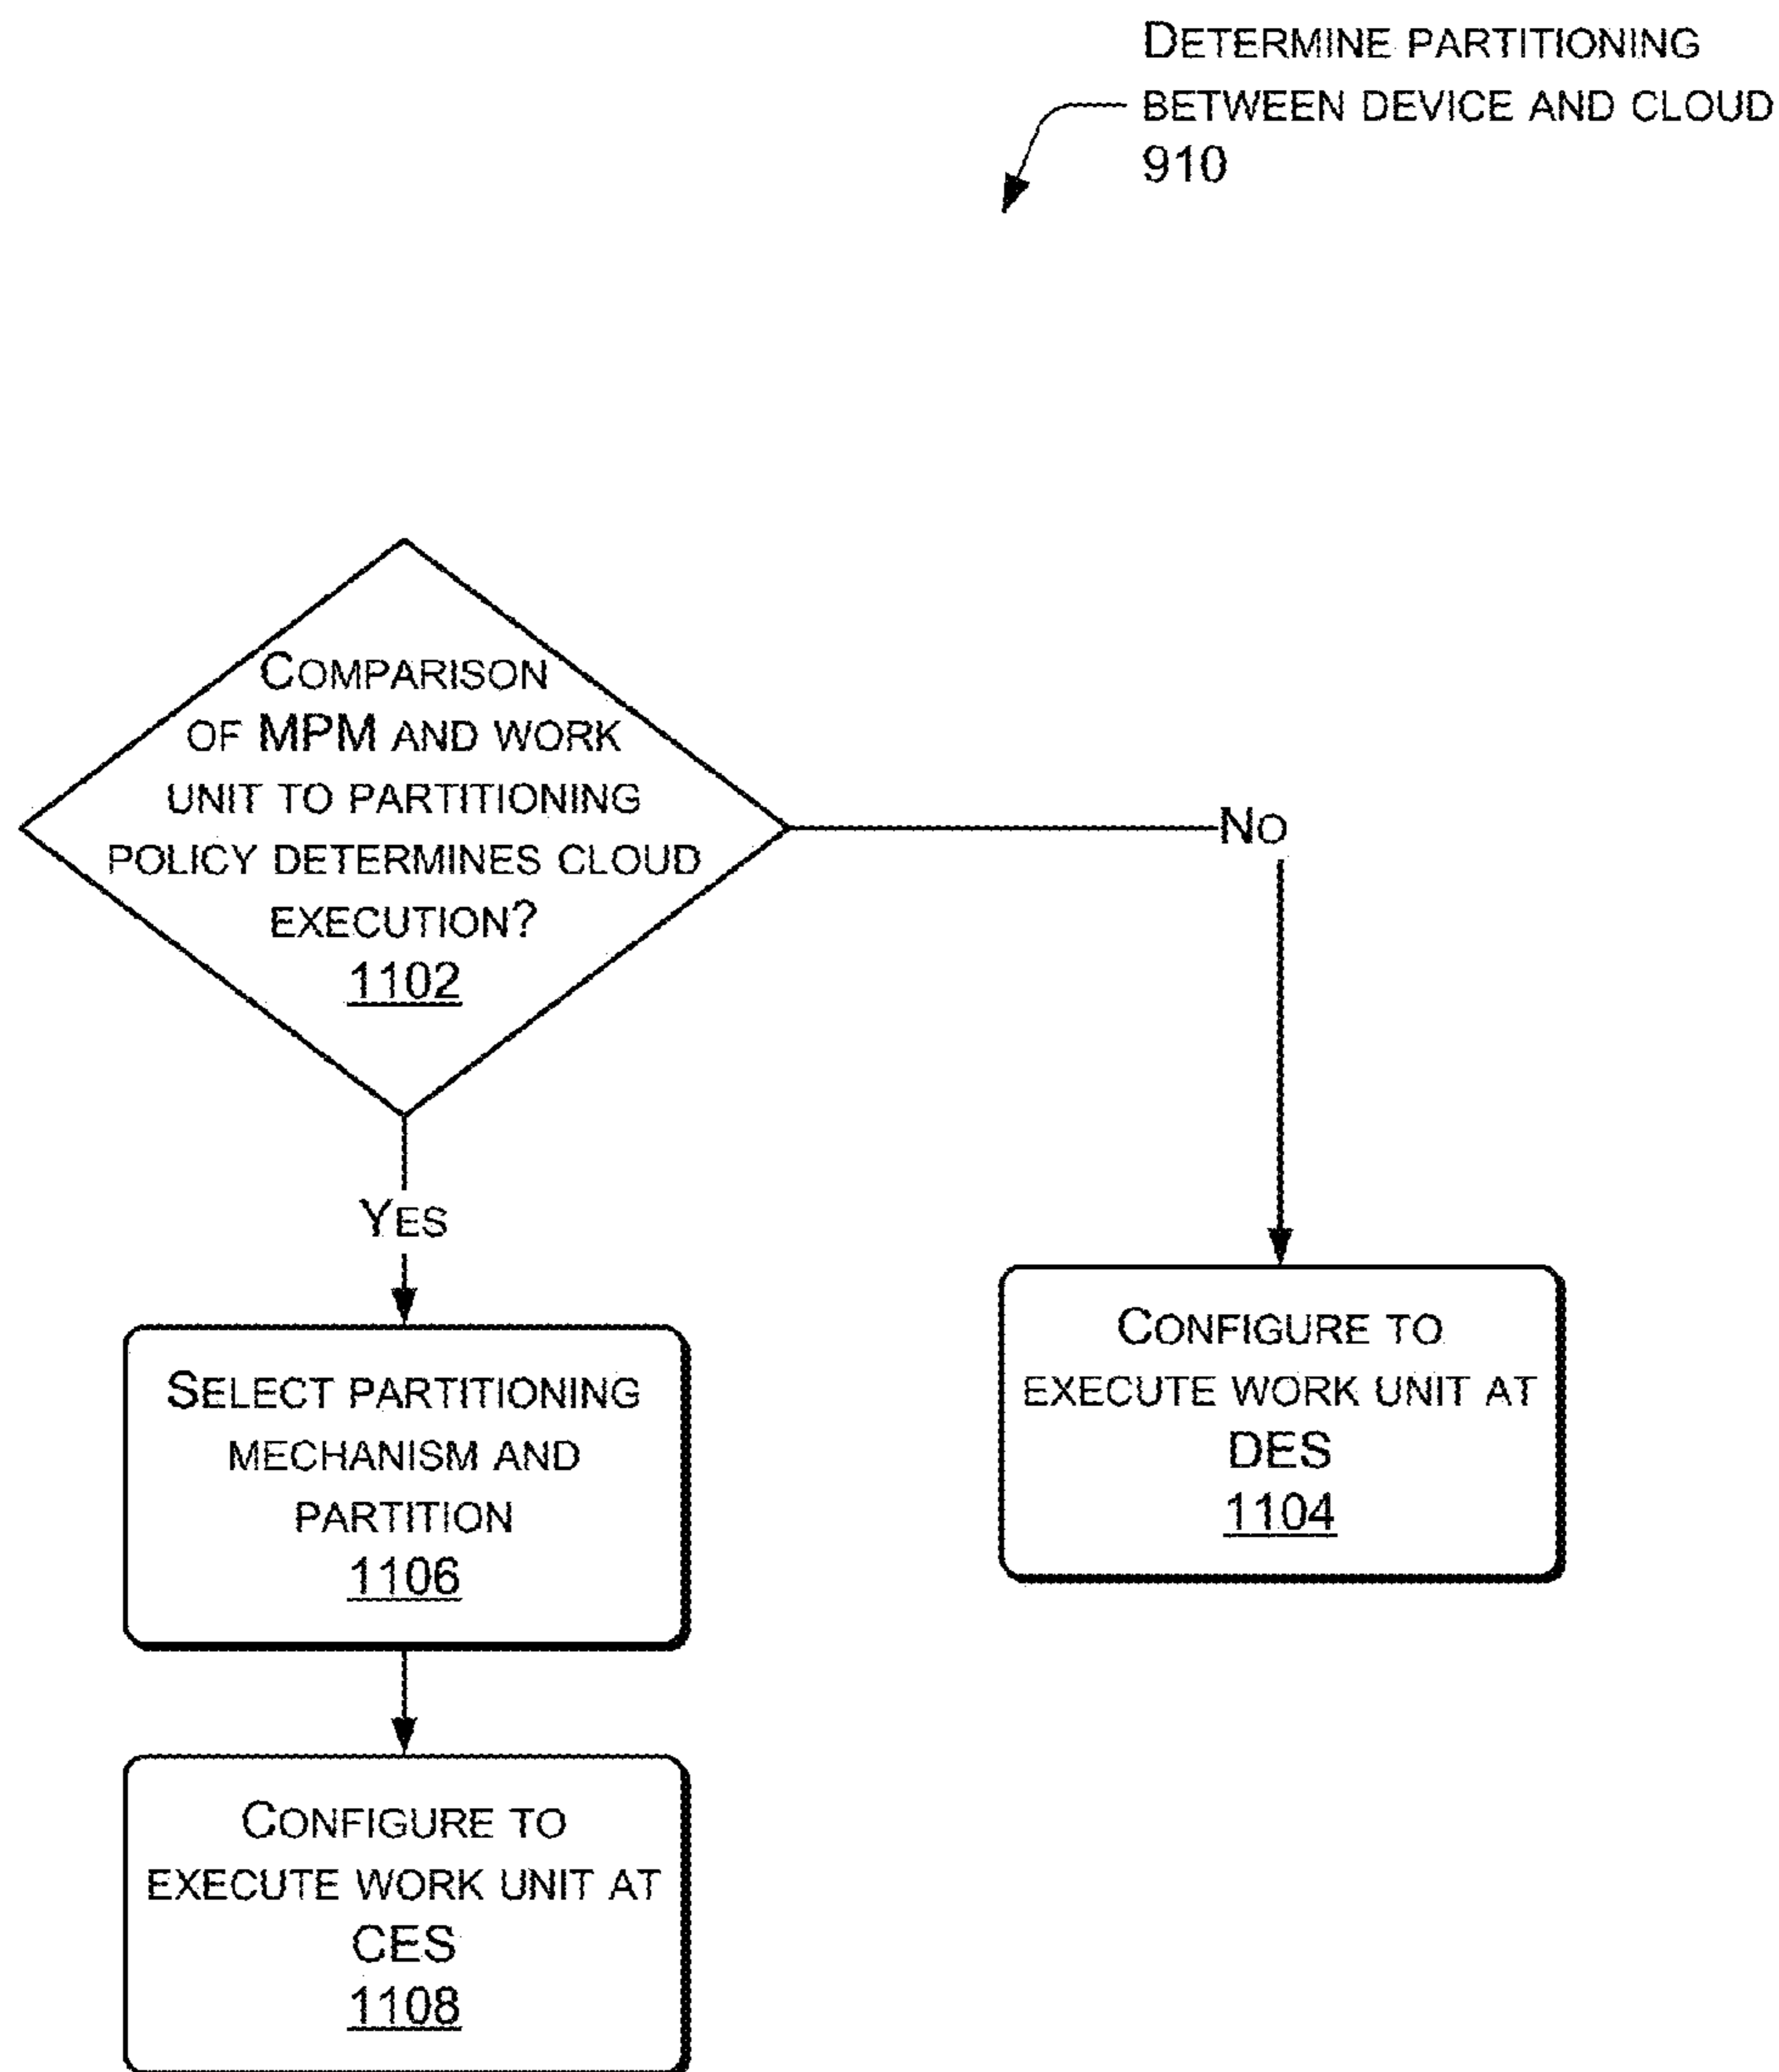 DETERMINE PARTITIONING
BETWEEN DEVICE AND CLOUD
910
COMPARISON
OF MPM AND WORK
UNIT TO PARTITIONING
POLICY DETERMINES CLOUD
EXECUTION?
1102
NO
YES
CONFIGURE TO
EXECUTE WORK UNIT AT
DES
1104
SELECT PARTITIONING
MECHANISM AND
PARTITION
1106
CONFIGURE TO
EXECUTE WORK UNIT AT
CES
1108